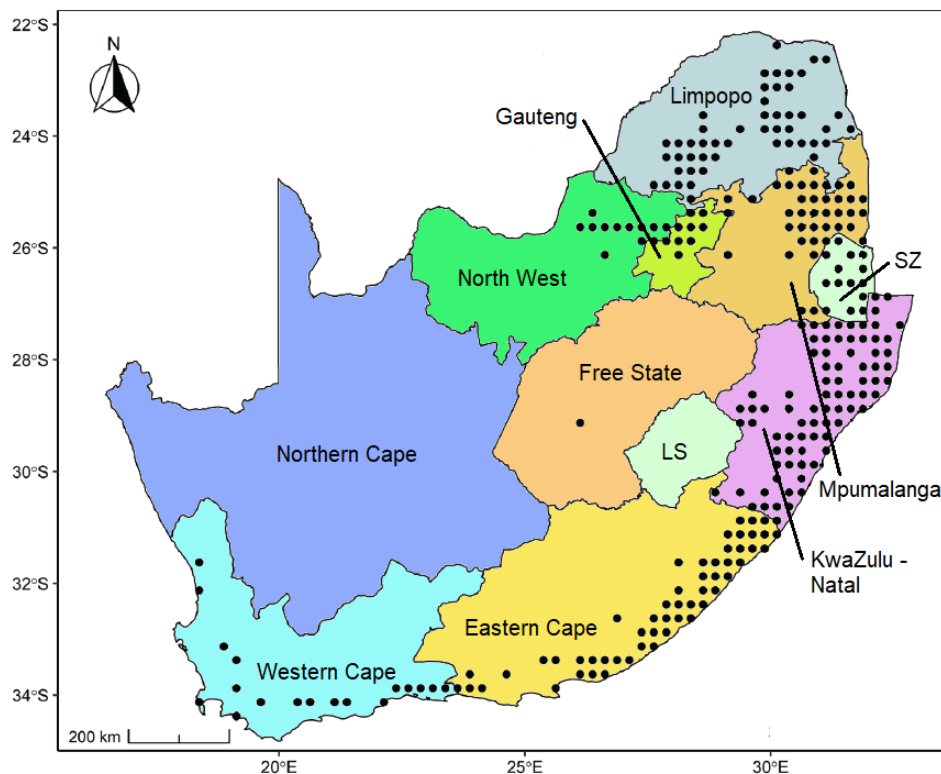 22°S
N
Limpopo
Gauteng
24°S
26°S
SZ
North West
28°S
Free State
Northern Cape
LS
30°S
Mpumalanga
KwaZulu -
Natal
32°S
Eastern Cape
Western Cape
34°S
200 km
20°E
25°E
30°E